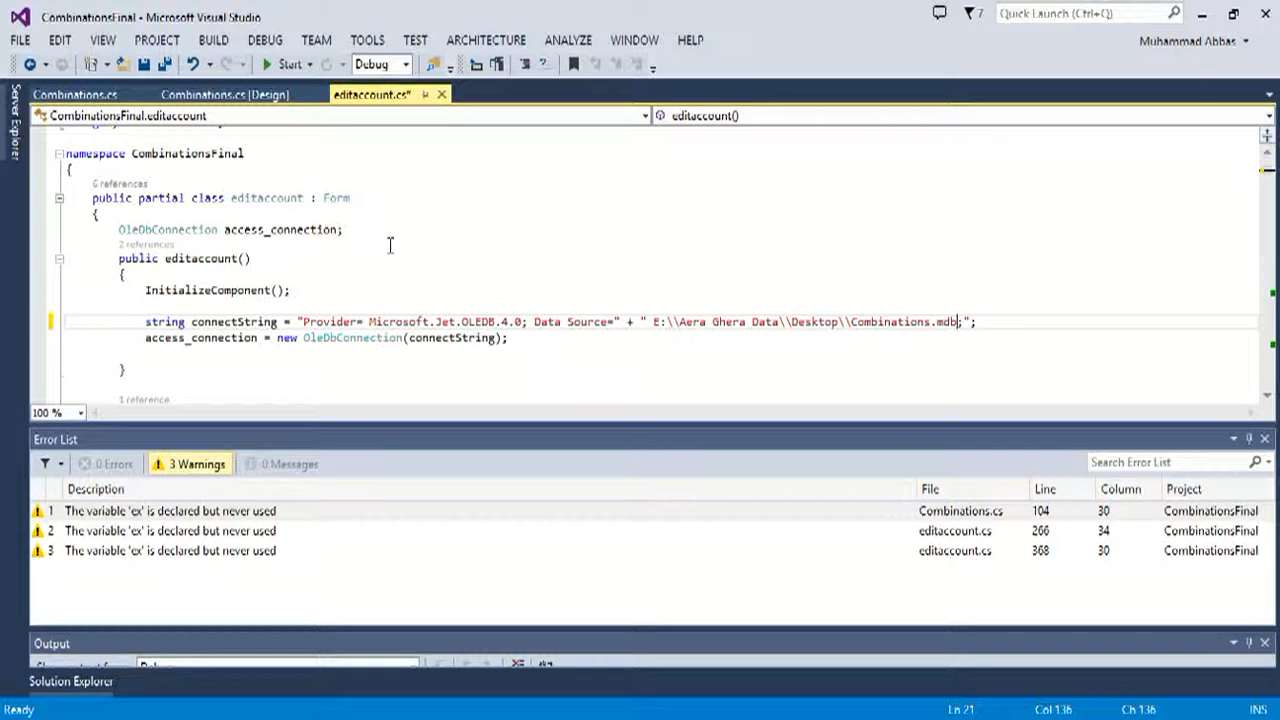 CombinationsFinal - Microsoft Visual Studio
7
Quick Launch (Ctrl+Q)
FILE EDIT VIEW PROJECT BUILD DEBUG TEAM TOOLS TEST ARCHITECTURE ANALYZE WINDOW HELP
Muhammad Abbas
Start Debug
Server Explorer
Combinations.cs Combinations.cs [Design] editaccount.cs*
CombinationsFinal.editaccount editaccount()
namespace CombinationsFinal
{
6 references
public partial class editaccount : Form
{
OleDbConnection access_connection;
2 references
public editaccount()
{
InitializeComponent();
string connectString = "Provider= Microsoft.Jet.OLEDB.4.0; Data Source=" + " E:\\Aera Ghera Data\\Desktop\\Combinations.mdb;";
access_connection = new OleDbConnection(connectString);
}
1 reference
100 %
Error List
0 Errors 3 Warnings 0 Messages Search Error List
Description File Line Column Project
1 The variable 'ex' is declared but never used Combinations.cs 104 30 CombinationsFinal
2 The variable 'ex' is declared but never used editaccount.cs 266 34 CombinationsFinal
3 The variable 'ex' is declared but never used editaccount.cs 368 30 CombinationsFinal
Output
Solution Explorer
Ready Ln 21 Col 136 Ch 136 INS